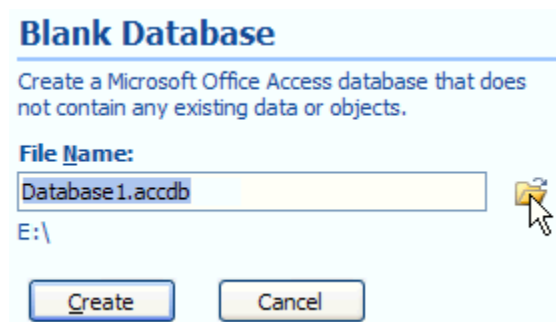 Blank Database
Create a Microsoft Office Access database that does
not contain any existing data or objects.
File Name:
Database1.accdb
E:\
Create
Cancel